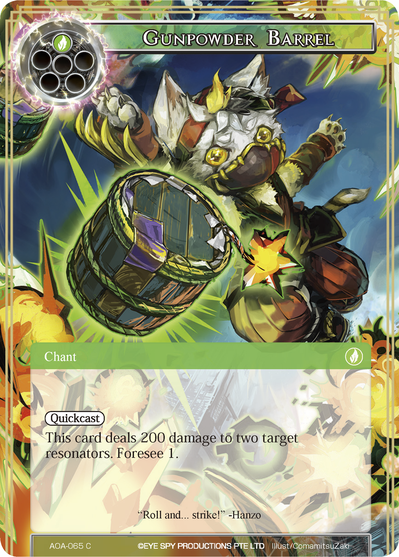 Gunpowder Barrel
Chant
Quickcast
This card deals 200 damage to two target
resonators. Foresee 1.
“Roll and... strike!” -Hanzo
AOA-065 C
©EYE SPY PRODUCTIONS PTE LTD Illust/ComamitsuZaki